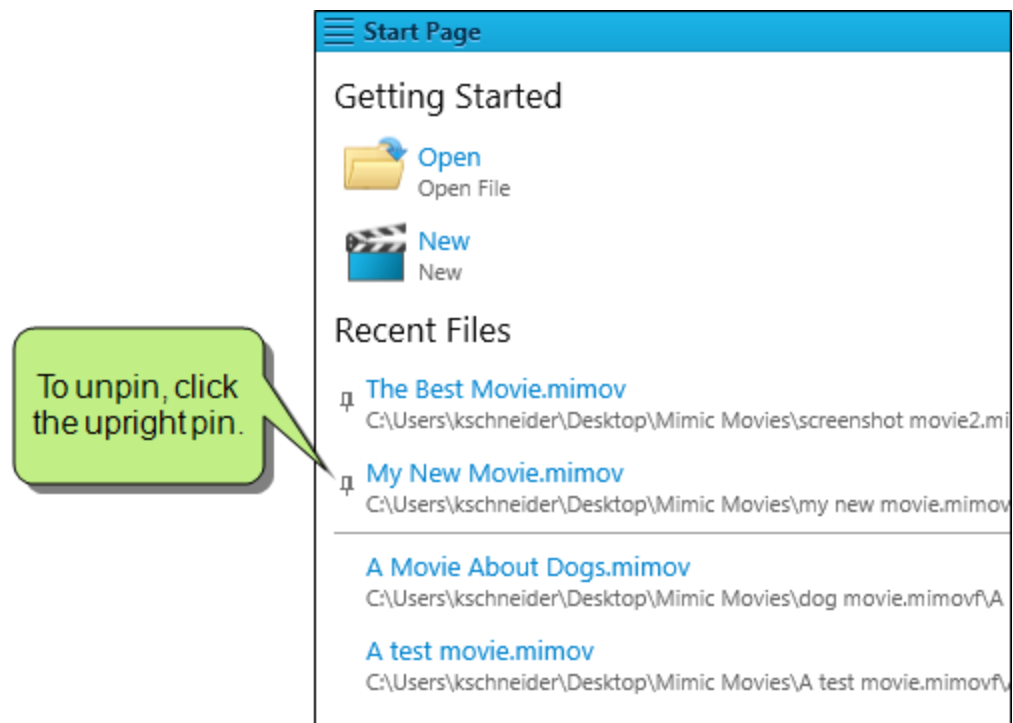 Start Page
Getting Started
Open
Open File
New
New
Recent Files
To unpin, click
the upright pin.
The Best Movie.mimov
C:\Users\kschneider\Desktop\Mimic Movies\screenshot movie2.mi
My New Movie.mimov
C:\Users\kschneider\Desktop\Mimic Movies\my new movie.mimov
A Movie About Dogs.mimov
C:\Users\kschneider\Desktop\Mimic Movies\dog movie.mimovf\A
A test movie.mimov
C:\Users\kschneider\Desktop\Mimic Movies\A test movie.mimovf\